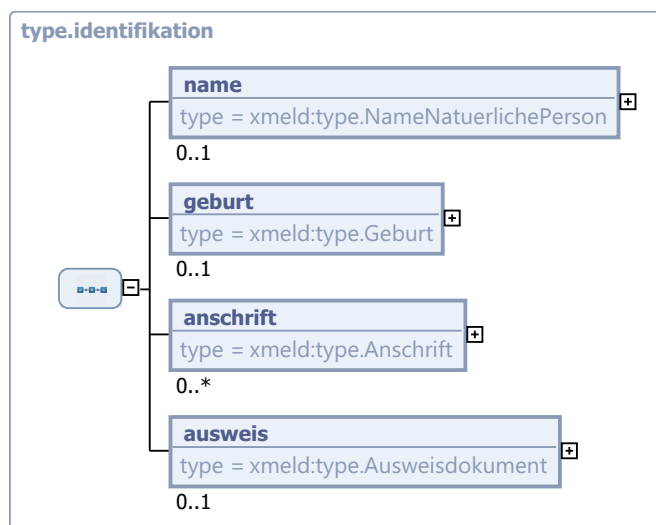 type.identifikation
name
type = xmeld:type.NameNatuerlichePerson
0..1
geburt
type = xmeld:type.Geburt
0..1
anschrift
type = xmeld:type.Anschrift
0..*
ausweis
type = xmeld:type.Ausweisdokument
0..1